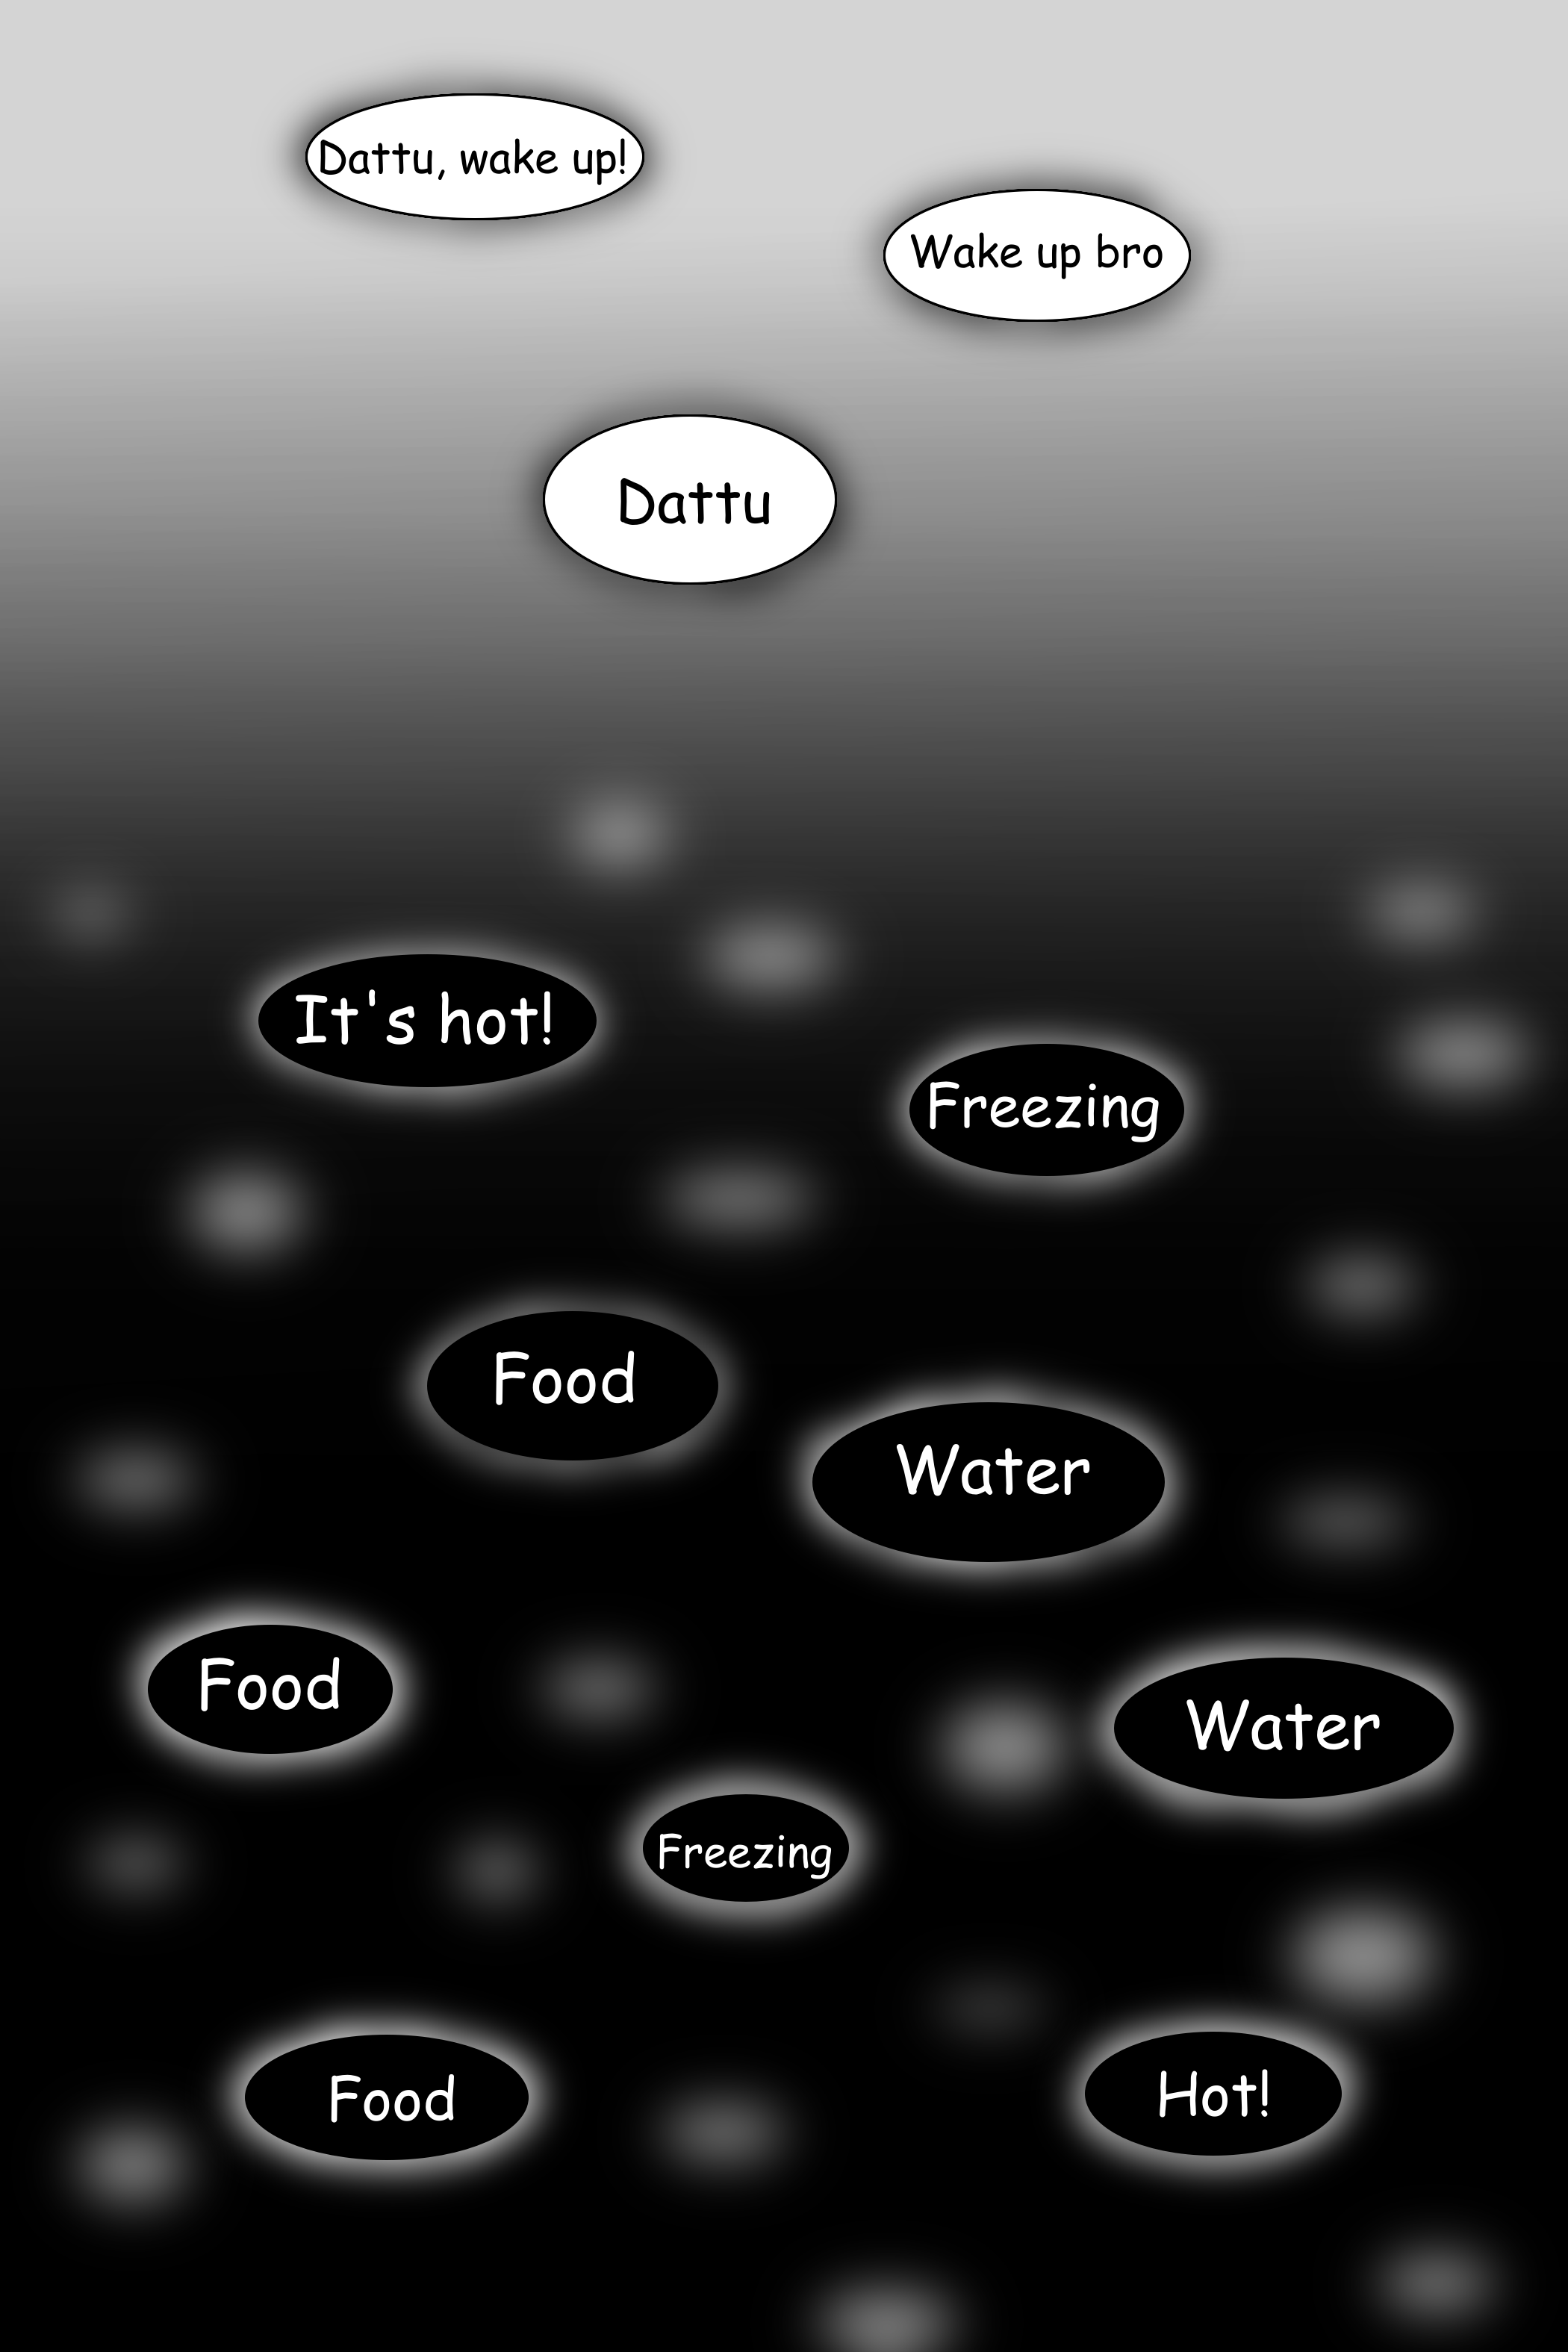 Dattu, wake up!
Wake up bro
Dattu
It's hot!
Freezing
Food
Water
Food
Water
Freezing
Food
Hot!